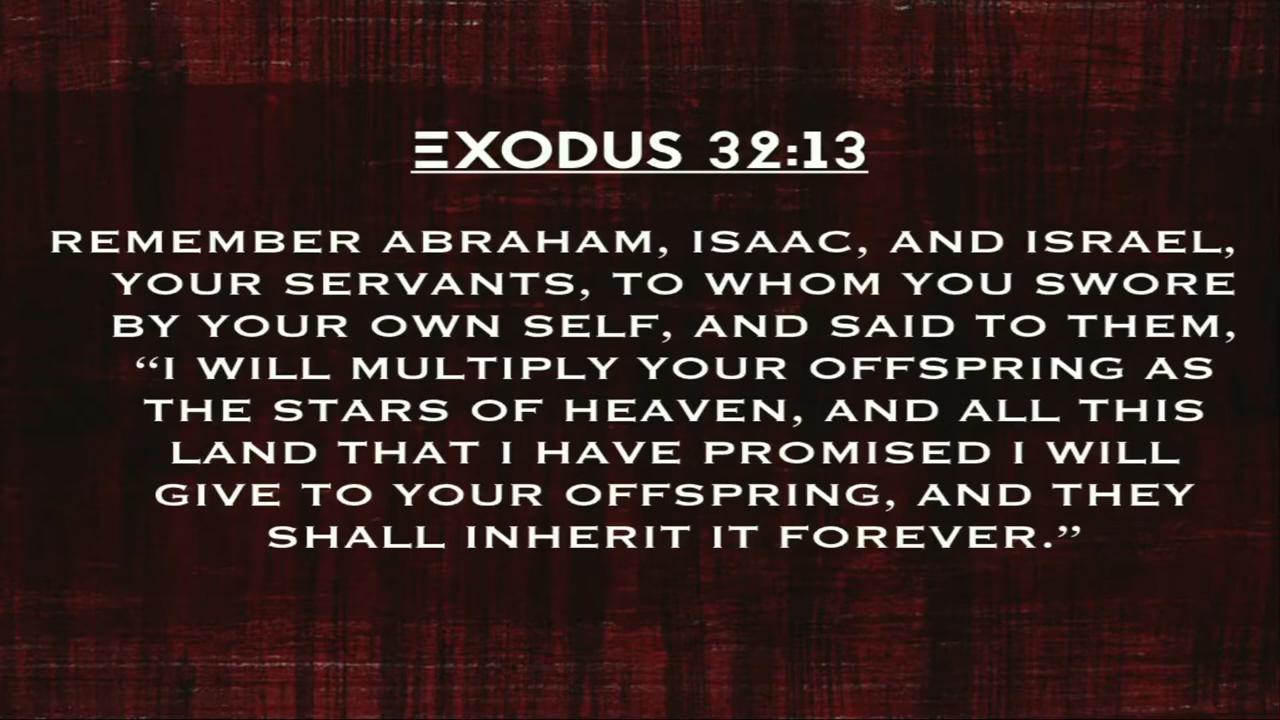 EXODUS 32:13
REMEMBER ABRAHAM, ISAAC, AND ISRAEL,
YOUR SERVANTS, TO WHOM YOU SWORE
BY YOUR OWN SELF, AND SAID TO THEM,
“I WILL MULTIPLY YOUR OFFSPRING AS
THE STARS OF HEAVEN, AND ALL THIS
LAND THAT I HAVE PROMISED I WILL
GIVE TO YOUR OFFSPRING, AND THEY
SHALL INHERIT IT FOREVER.”